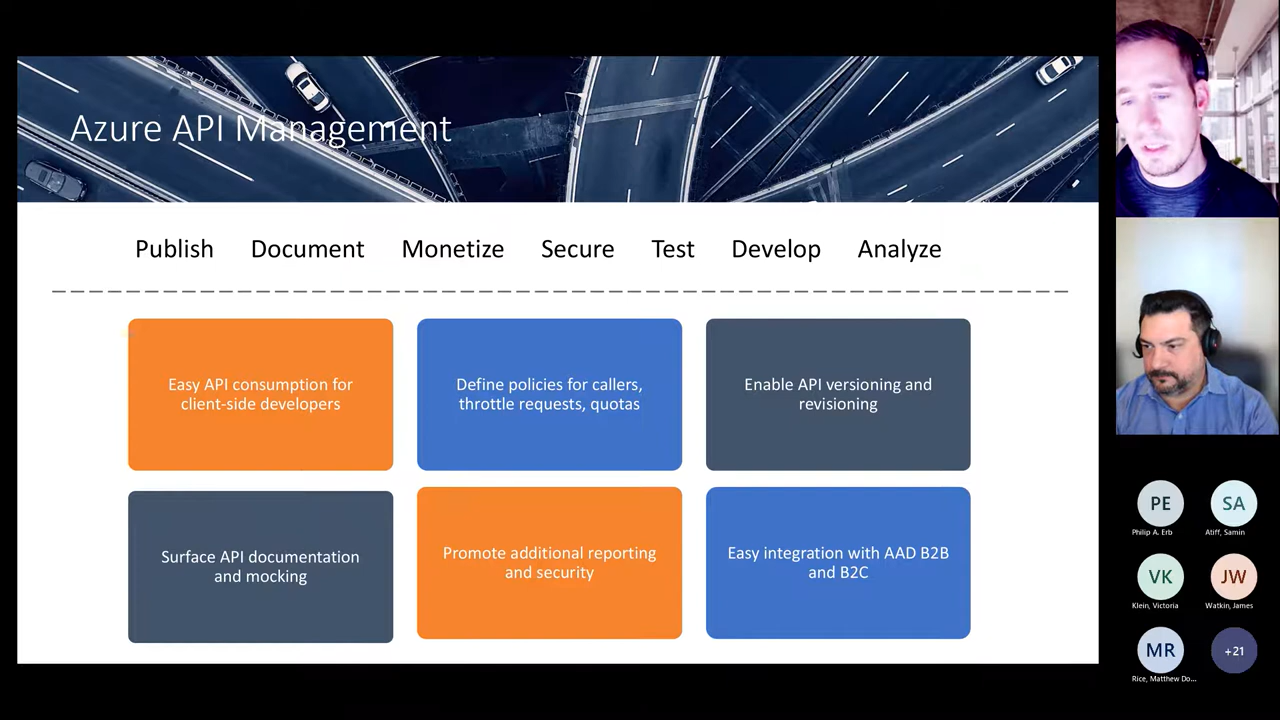 Azure API Management
Publish Document Monetize Secure Test Develop Analyze
Easy API consumption for
client-side developers
Define policies for callers,
throttle requests, quotas
Enable API versioning and
revisioning
Surface API documentation
and mocking
Promote additional reporting
and security
Easy integration with AAD B2B
and B2C
PE
Philip A. Erb
SA
Atiff, Samin
VK
Klein, Victoria
JW
Watkin, James
MR
Rice, Matthew Do...
+21